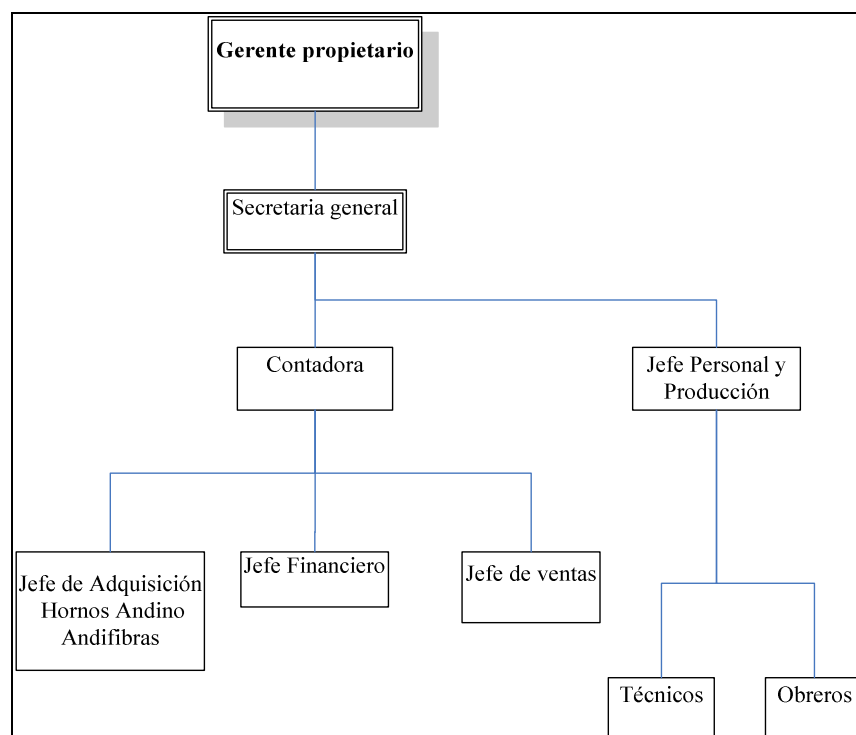 Gerente propietario
Secretaria general
Contadora
Jefe Personal y
Producción
Jefe de Adquisición
Hornos Andino
Andifibras
Jefe Financiero
Jefe de ventas
Técnicos
Obreros